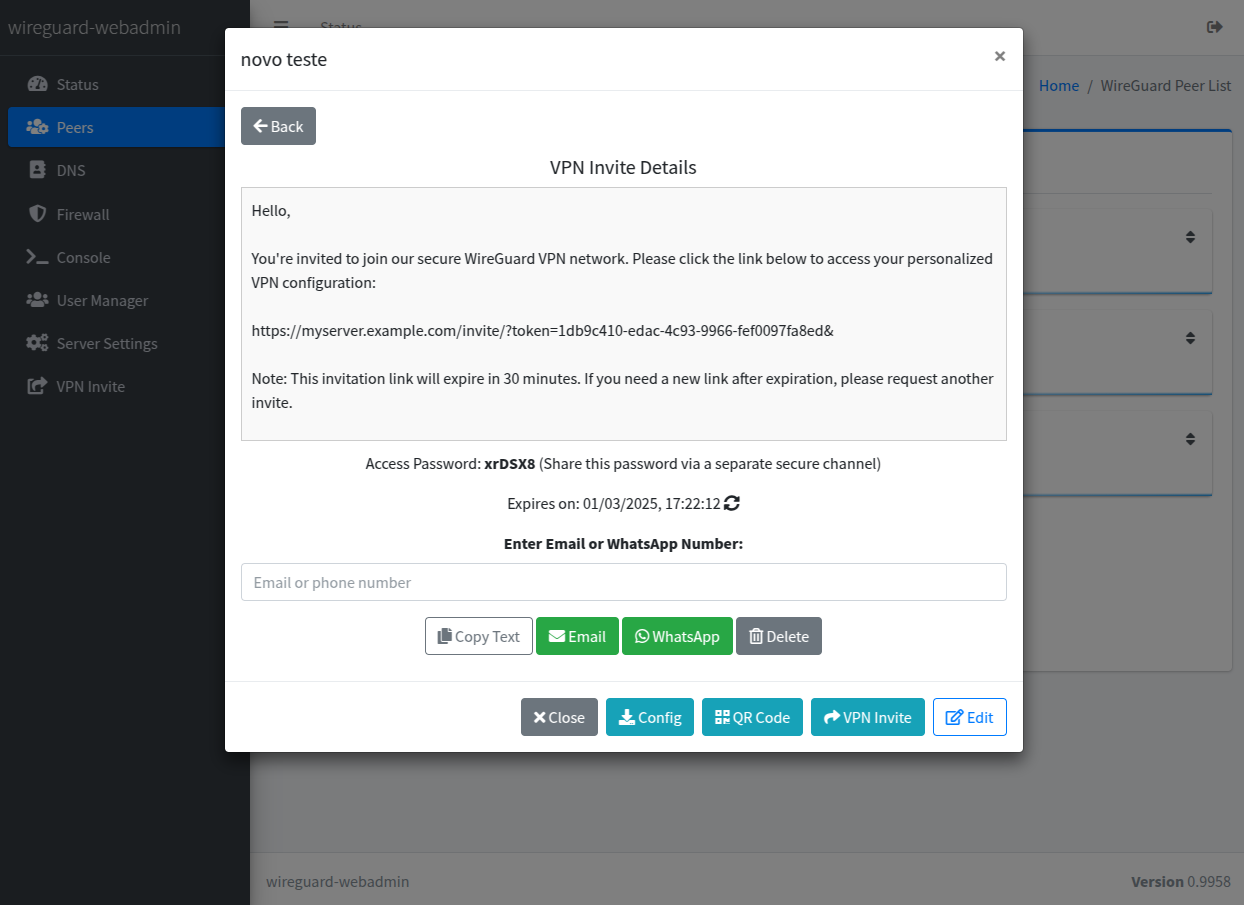 wireguard-webadmin
Status
Status
Peers
DNS
Firewall
Console
User Manager
Server Settings
VPN Invite
Home / WireGuard Peer List
novo teste
×
Back
VPN Invite Details
Hello,
You're invited to join our secure WireGuard VPN network. Please click the link below to access your personalized
VPN configuration:
https://myserver.example.com/invite/?token=1db9c410-edac-4c93-9966-fef0097fa8ed&
Note: This invitation link will expire in 30 minutes. If you need a new link after expiration, please request another
invite.
Access Password: xrDSX8 (Share this password via a separate secure channel)
Expires on: 01/03/2025, 17:22:12
Enter Email or WhatsApp Number:
Email or phone number
Copy Text Email WhatsApp Delete
Close Config QR Code VPN Invite Edit
wireguard-webadmin
Version 0.9958